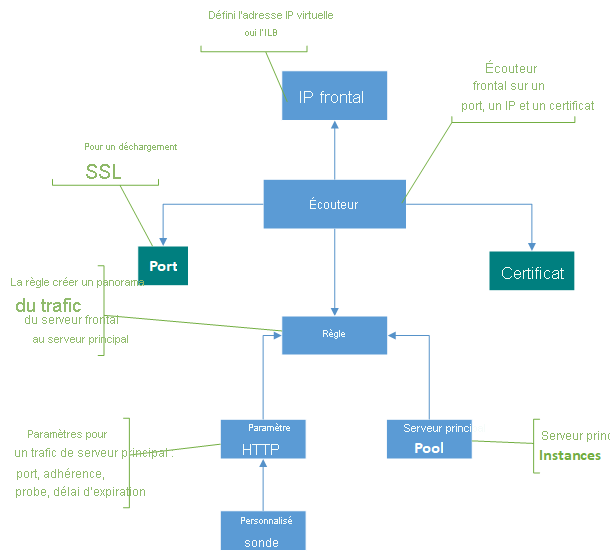 Défini l'adresse IP virtuelle
oui l'ILB
IP frontal
Écouteur
frontal sur un
port, un IP et un certificat
Pour un déchargement
SSL
Écouteur
Port
Certificat
La règle créer un panorama
du trafic
du serveur frontal
au serveur principal
Règle
Paramètres pour
un trafic de serveur principal :
port, adhérence,
probe, délai d'expiration
Paramètre
HTTP
Serveur princi
Pool
Serveur princ
Instances
Personnalisé
sonde